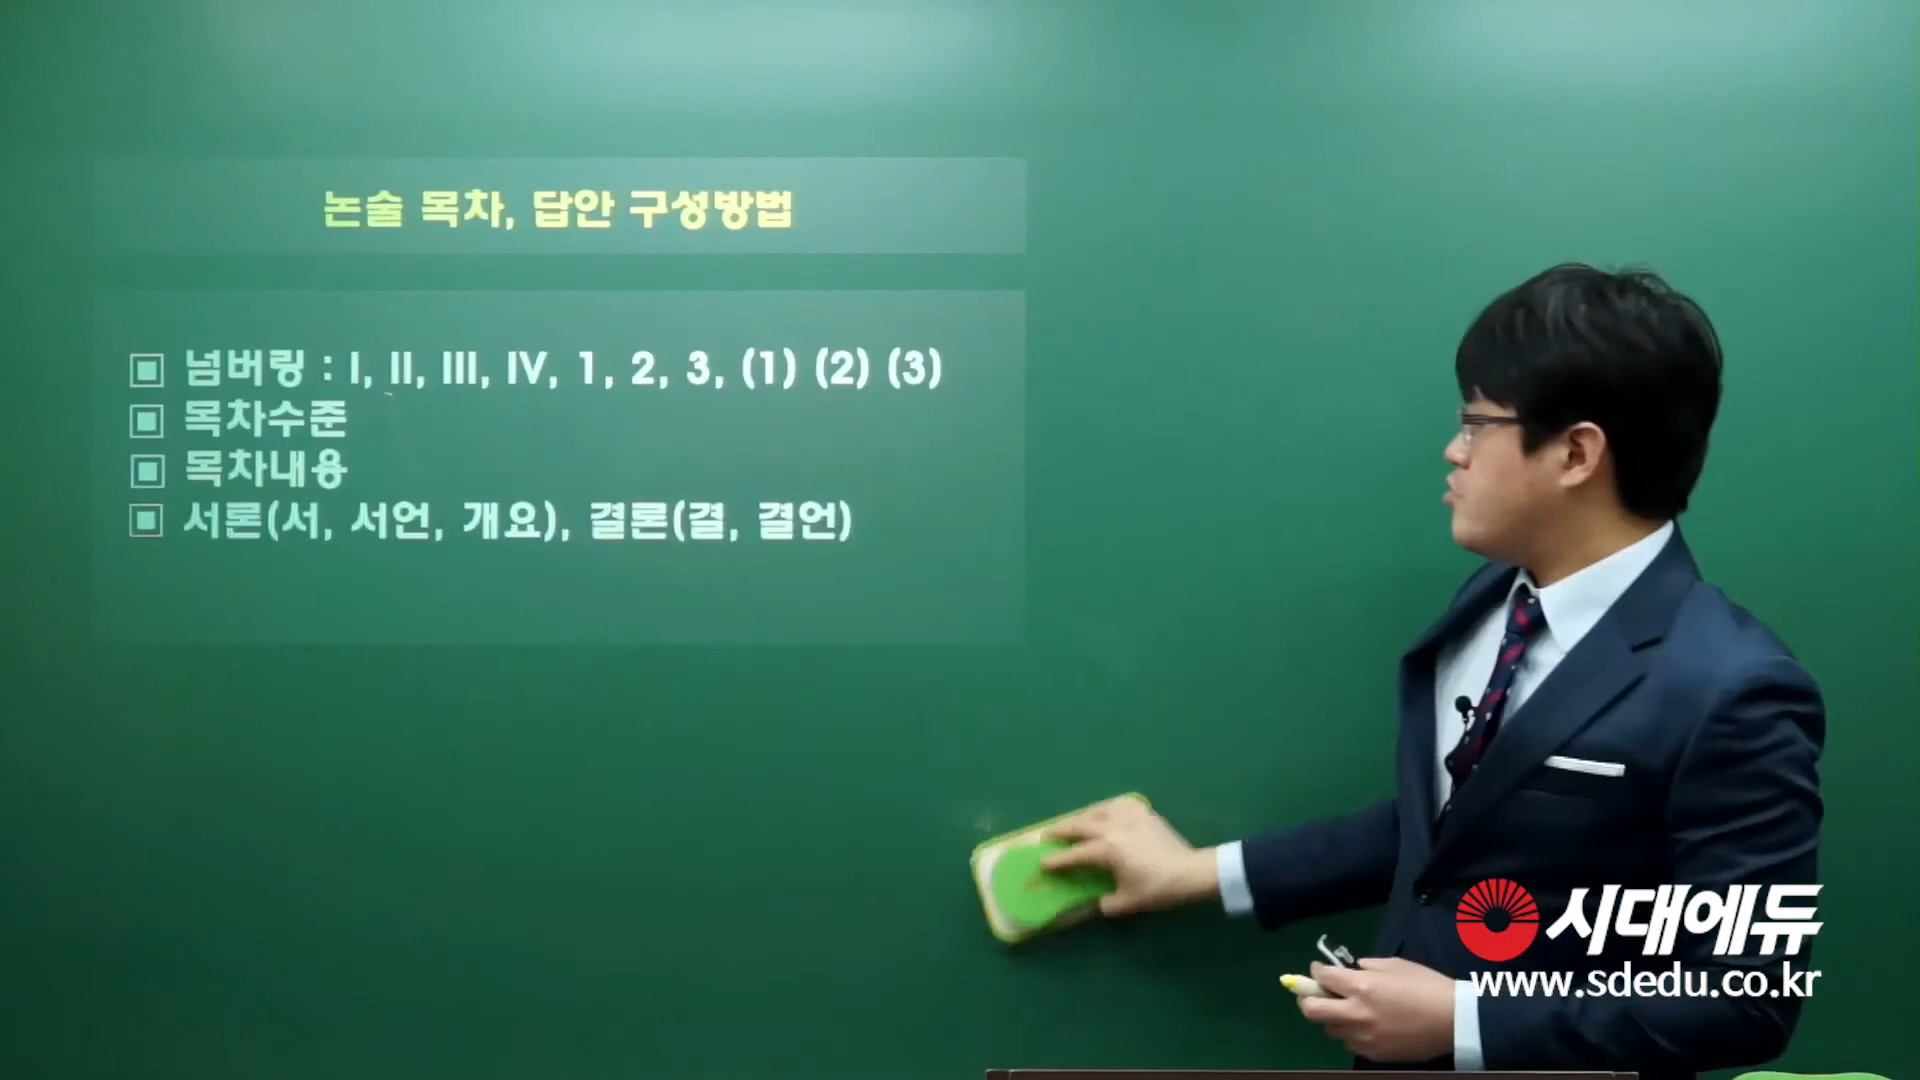 논술 목차, 답안 구성방법
▣ 넘버링 : I, II, III, IV, 1, 2, 3, (1) (2) (3)
▣ 목차수준
▣ 목차내용
▣ 서론(서, 서언, 개요), 결론(결, 결언)
시대에듀
www.sdedu.co.kr